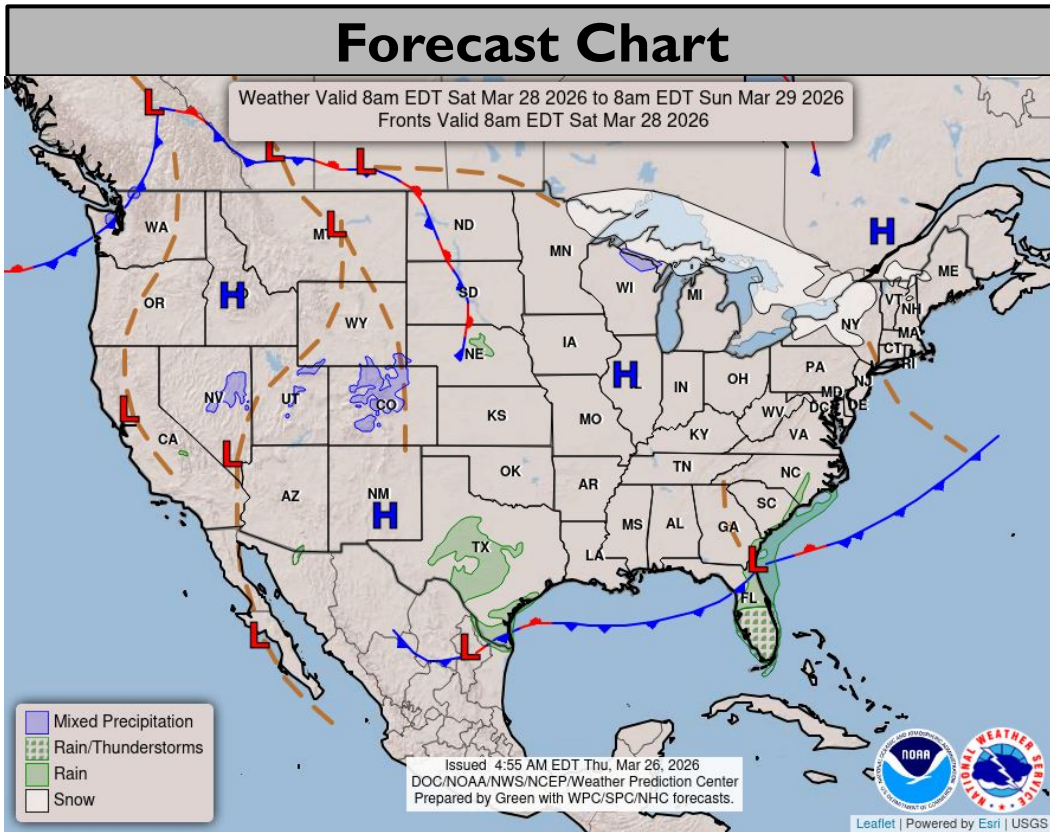 Forecast Chart
Weather Valid 8am EDT Sat Mar 28 2026 to 8am EDT Sun Mar 29 2026
Fronts Valid 8am EDT Sat Mar 28 2026
L
L
L
H
WA
MT
L
ND
MN
ME
OR
H
SD
WI
MI
VT
NH
WY
NE
IA
NY
MA
CT
RI
NV
UT
CO
H
IN
OH
PA
NJ
MD
DE
DC
L
CA
KS
MO
WV
VA
KY
L
OK
TN
NC
AZ
NM
H
AR
SC
TX
MS
AL
GA
LA
L
FL
L
L
Mixed Precipitation
Rain/Thunderstorms
Rain
Snow
Issued 4:55 AM EDT Thu, Mar 26, 2026
DOC/NOAA/NWS/NCEP/Weather Prediction Center
Prepared by Green with WPC/SPC/NHC forecasts.
NOAA
NATIONAL WEATHER SERVICE
Leaflet | Powered by Esri | USGS